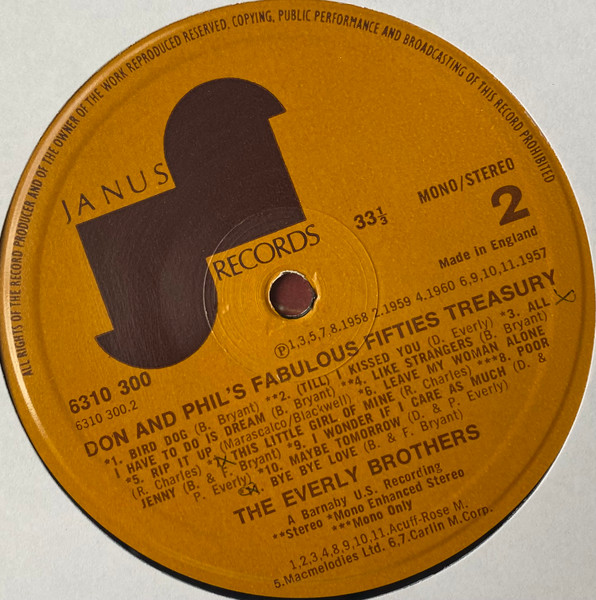 ALL RIGHTS OF THE RECORD PRODUCER AND OF THE OWNER OF THE WORK REPRODUCED RESERVED. COPYING, PUBLIC PERFORMANCE AND BROADCASTING OF THIS RECORD PROHIBITED
JANUS
RECORDS
33⅓
MONO/STEREO
2
Made in England
6310 300
6310 300.2
℗1,3,5,7,8.1958 2.1959 4.1960 6,9,10,11.1957
DON AND PHIL'S FABULOUS FIFTIES TREASURY
*1. BIRD DOG (B. Bryant) **2. (TILL) I KISSED YOU (D. Everly) *3. ALL
I HAVE TO DO IS DREAM (B. Bryant) **4. LIKE STRANGERS (B. Bryant)
*5. RIP IT UP (Marascalco/Blackwell) *6. LEAVE MY WOMAN ALONE
(R. Charles) THIS LITTLE GIRL OF MINE (R. Charles) ***8. POOR
JENNY (B. & F. Bryant) *9. I WONDER IF I CARE AS MUCH (D. &
P. Everly) *10. MAYBE TOMORROW (D. & P. Everly)
BYE BYE LOVE (B. & F. Bryant)
THE EVERLY BROTHERS
A Barnaby U.S. Recording
**Stereo *Mono Enhanced Stereo
***Mono Only
1,2,3,4,8,9,10,11.Acuff-Rose M.
5.Macmelodies Ltd. 6,7.Carlin M.Corp.